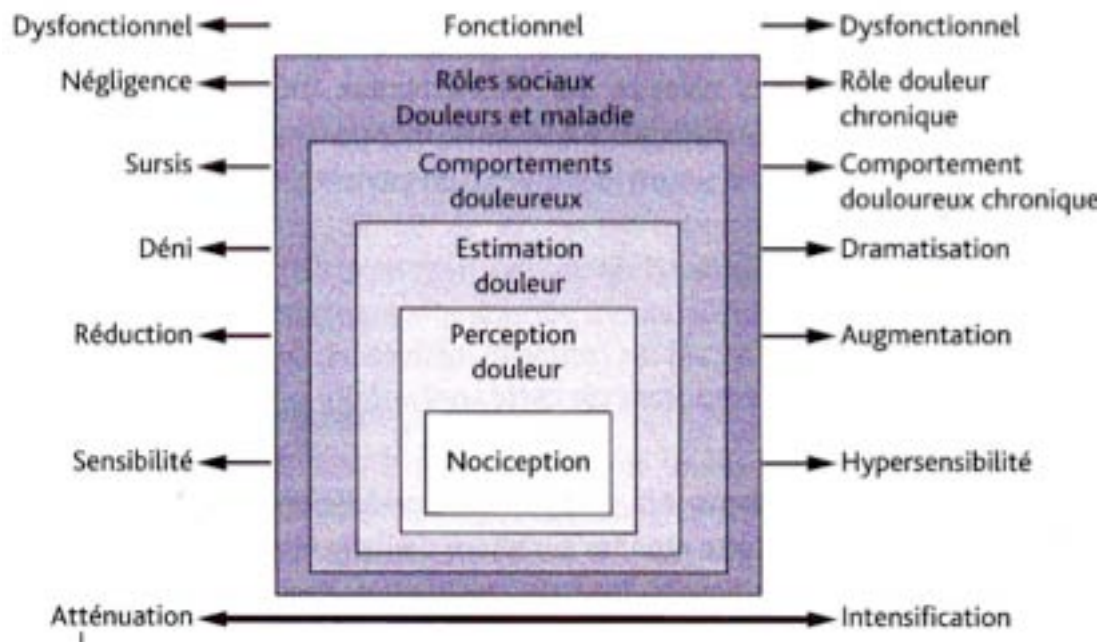 Dysfonctionnel Fonctionnel Dysfonctionnel
Négligence Rôles sociaux Rôle douleur
Douleurs et maladie chronique
Sursis Comportements Comportement
douleureux douloureux chronique
Déni Estimation Dramatisation
douleur
Réduction Perception Augmentation
douleur
Sensibilité Nociception Hypersensibilité
Atténuation Intensification